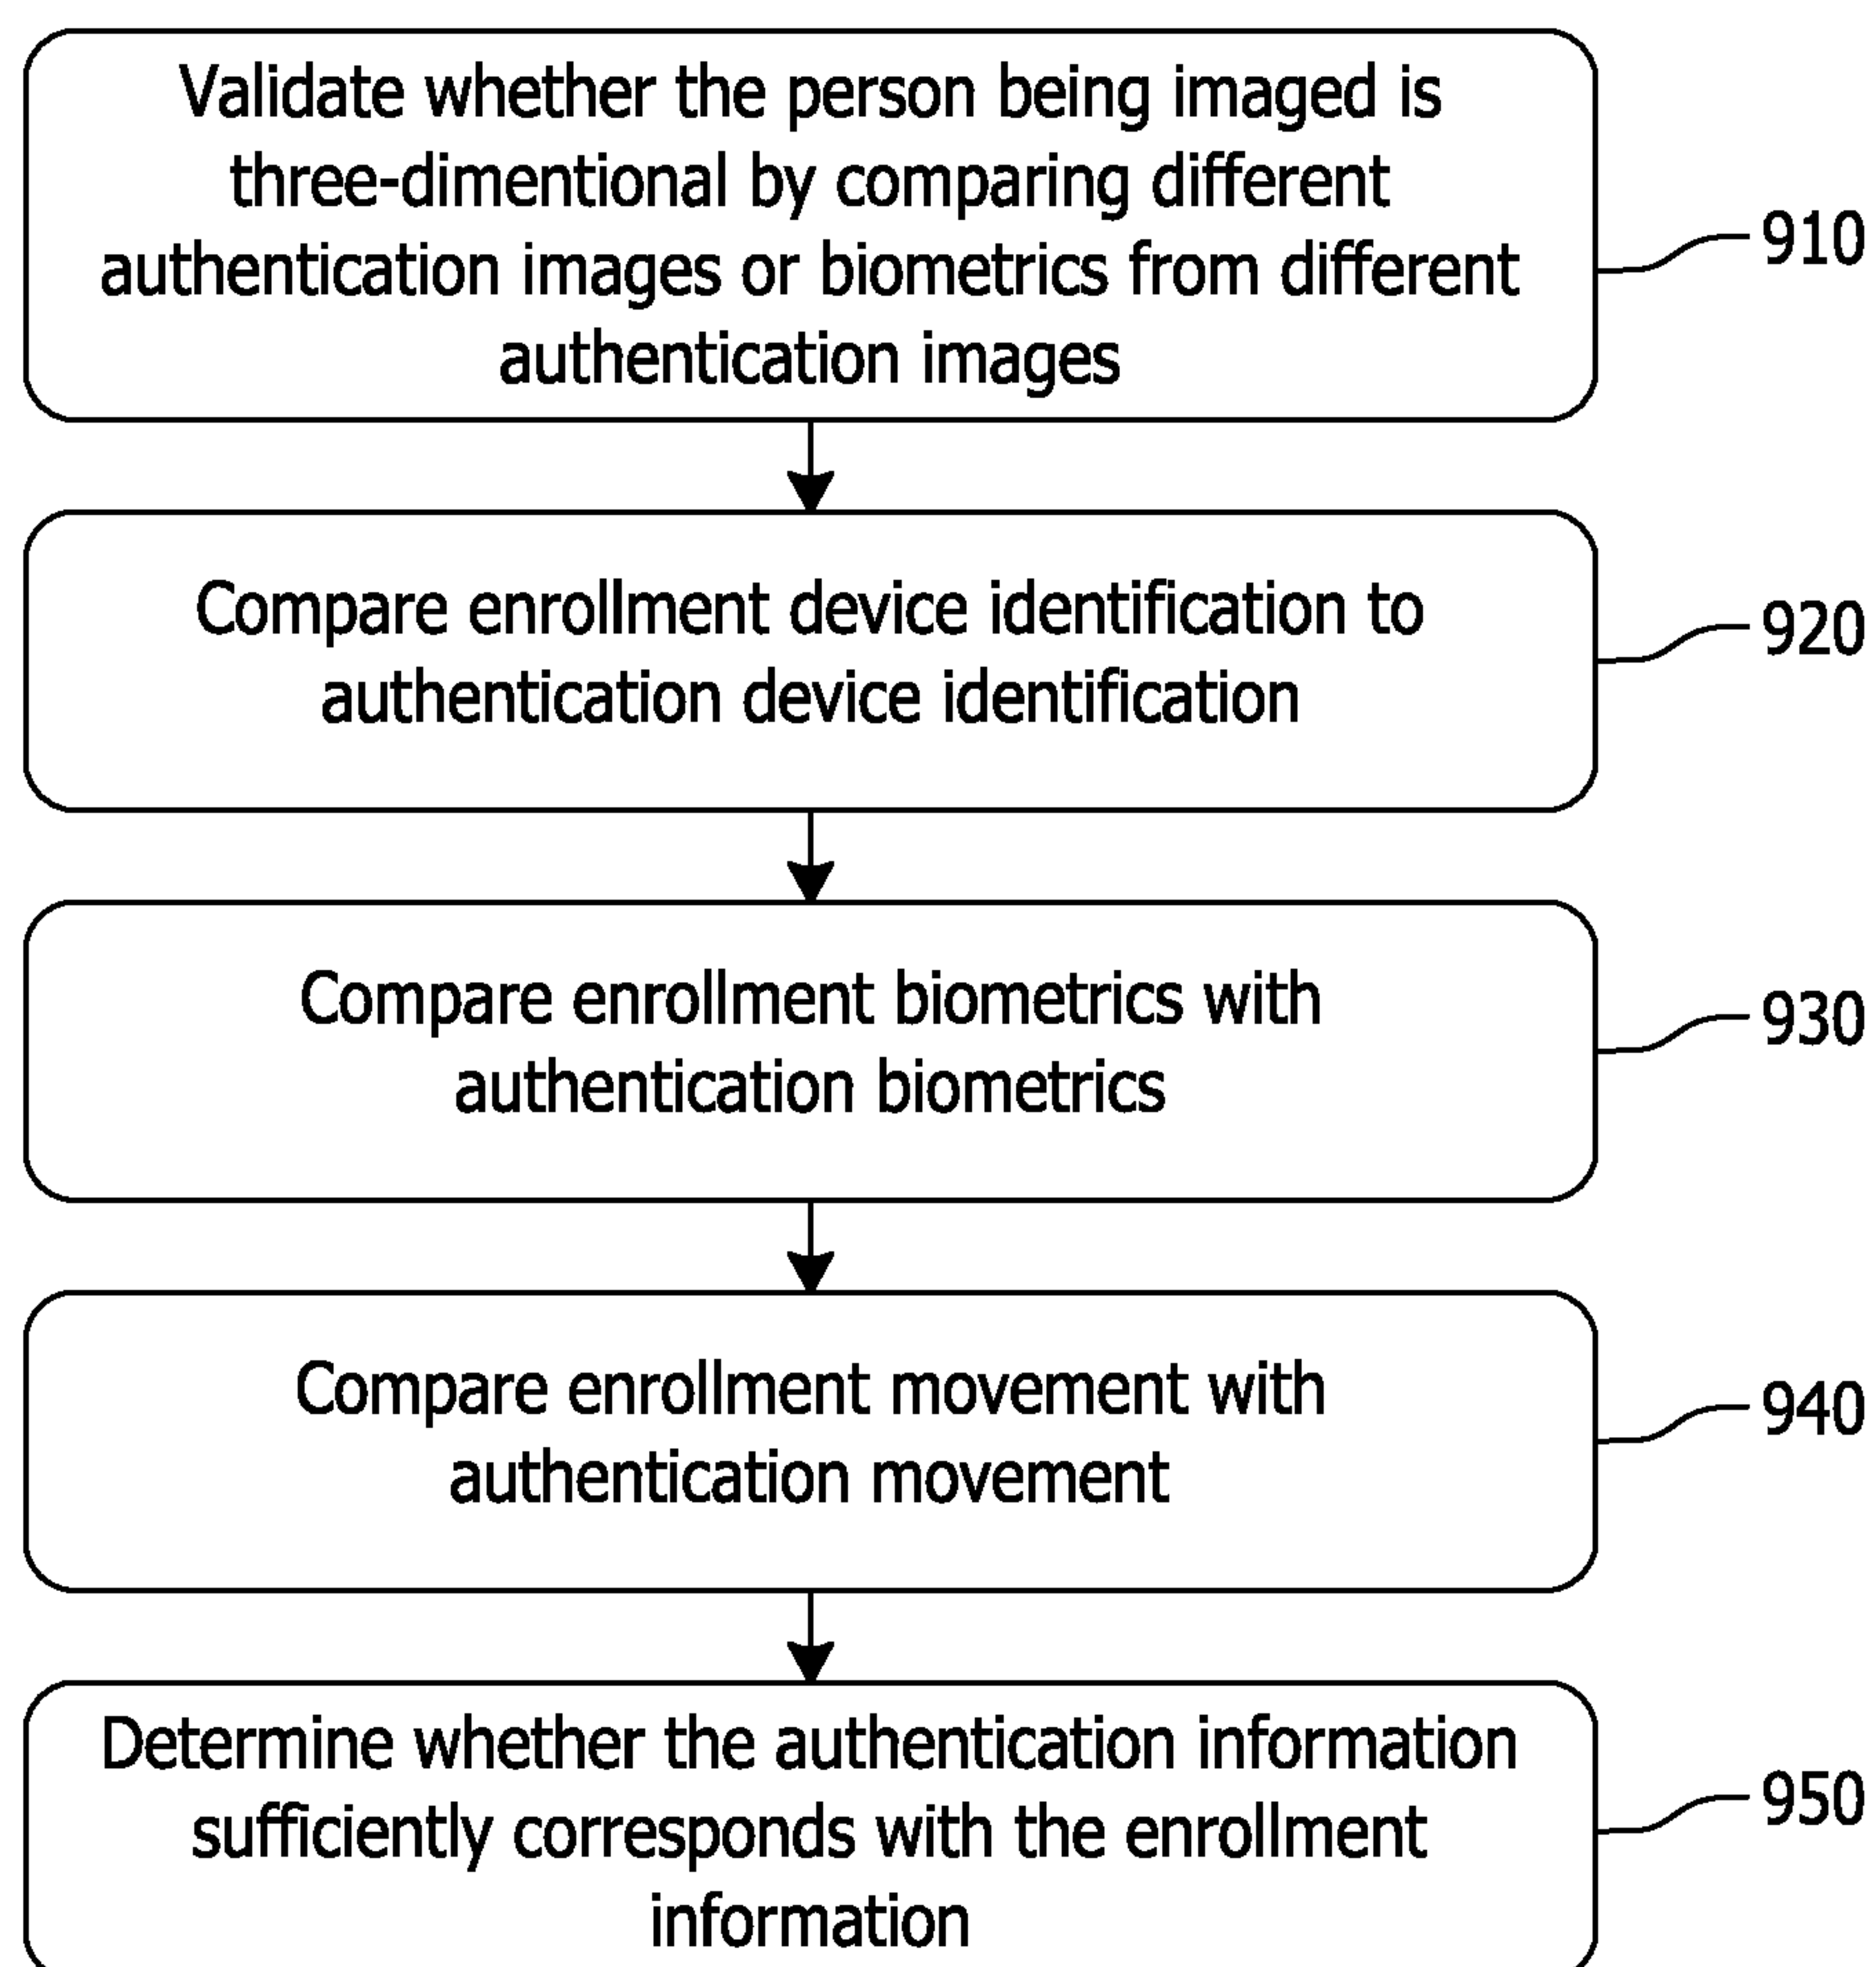 Validate whether the person being imaged is
three-dimentional by comparing different
authentication images or biometrics from different
authentication images
910
Compare enrollment device identification to
authentication device identification
920
Compare enrollment biometrics with
authentication biometrics
930
Compare enrollment movement with
authentication movement
940
Determine whether the authentication information
sufficiently corresponds with the enrollment
information
950